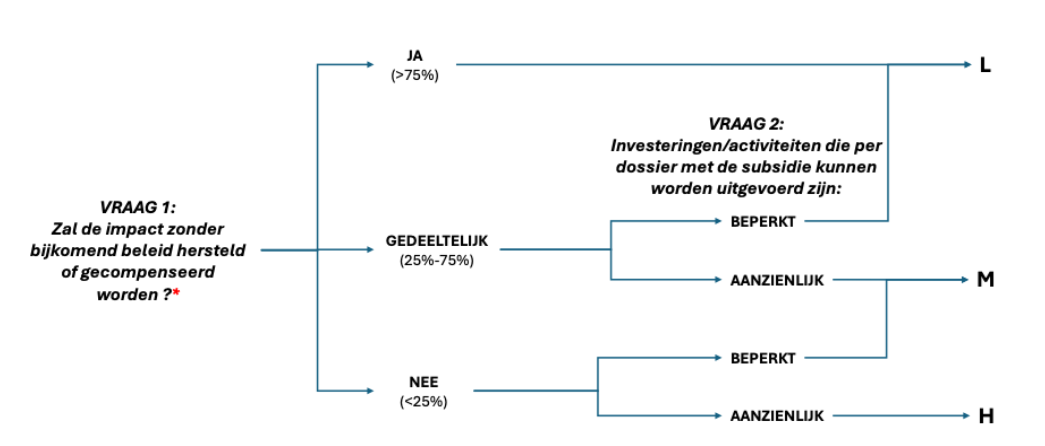 JA
(>75%)
L
VRAAG 2:
Investeringen/activiteiten die per
dossier met de subsidie kunnen
worden uitgevoerd zijn:
VRAAG 1:
Zal de impact zonder
bijkomend beleid hersteld
of gecompenseerd
worden ?*
BEPERKT
GEDEELTELIJK
(25%-75%)
AANZIENLIJK
M
BEPERKT
NEE
(<25%)
AANZIENLIJK
H